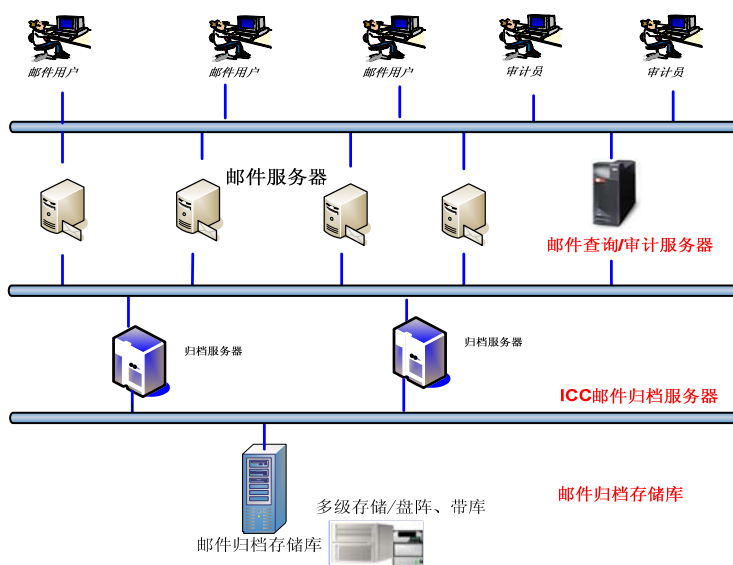 邮件用户
邮件用户
邮件用户
审计员
审计员
邮件服务器
邮件查询/审计服务器
归档服务器
归档服务器
ICC邮件归档服务器
邮件归档存储库
多级存储/盘阵、带库
邮件归档存储库